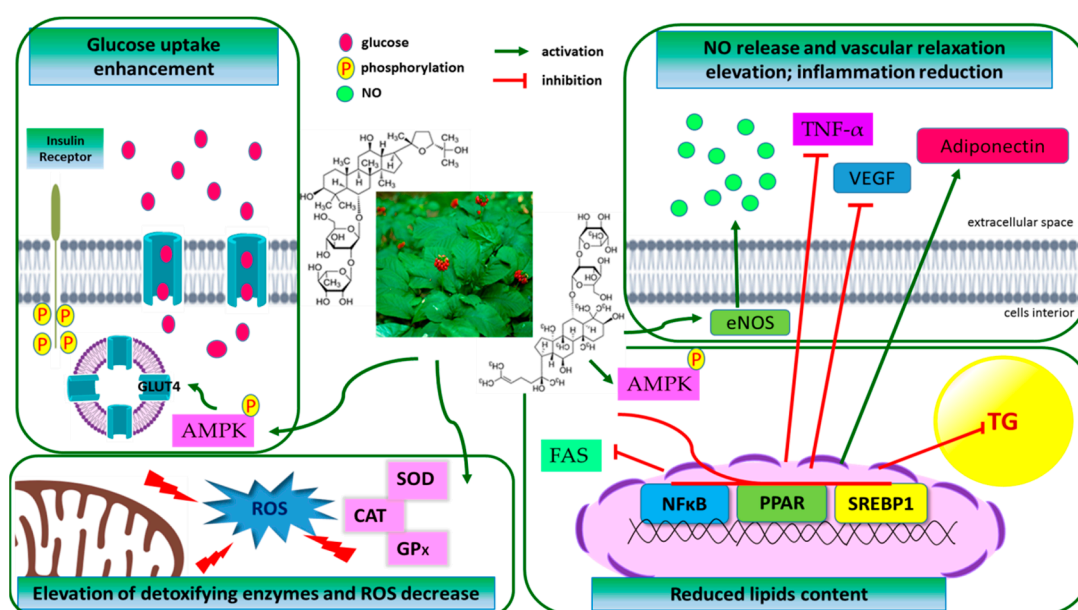 Glucose uptake
enhancement
glucose
P phosphorylation
NO
activation
inhibition
NO release and vascular relaxation
elevation; inflammation reduction
Insulin
Receptor
TNF-α
VEGF
Adiponectin
extracellular space
cells interior
eNOS
P
P
P
P
GLUT4
P
AMPK
P
AMPK
TG
FAS
NFκB
PPAR
SREBP1
ROS
SOD
CAT
GPx
Elevation of detoxifying enzymes and ROS decrease
Reduced lipids content